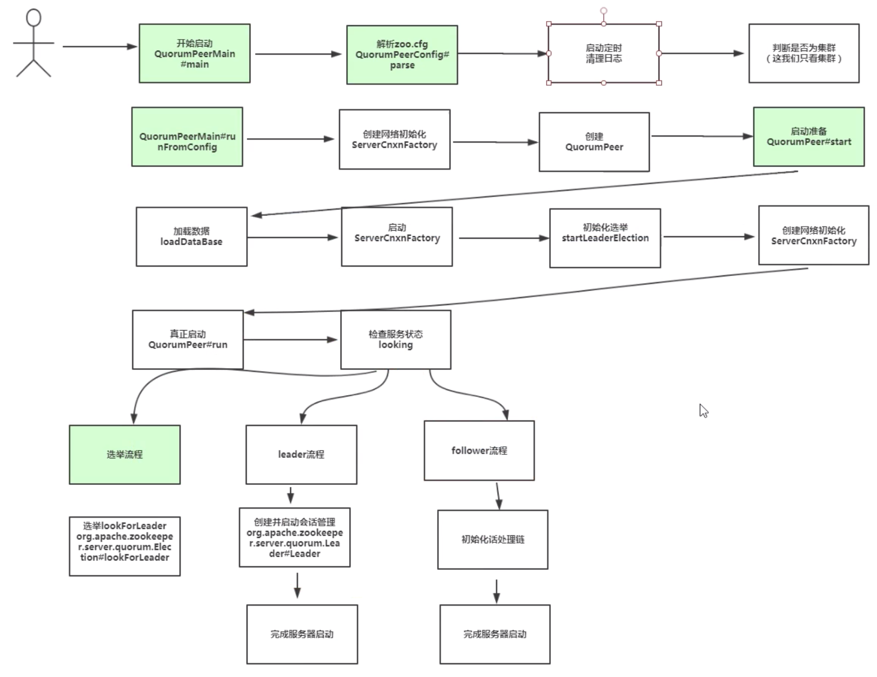 开始启动
QuorumPeerMain
#main
解析zoo.cfg
QuorumPeerConfig#
parse
启动定时
清理日志
判断是否为集群
（这我们只看集群）
QuorumPeerMain#ru
nFromConfig
创建网络初始化
ServerCnxnFactory
创建
QuorumPeer
启动准备
QuorumPeer#start
加载数据
loadDataBase
启动
ServerCnxnFactory
初始化选举
startLeaderElection
创建网络初始化
ServerCnxnFactory
真正启动
QuorumPeer#run
检查服务状态
looking
选举流程
leader流程
follower流程
选举lookForLeader
org.apache.zookeepe
r.server.quorum.Elec
tion#lookForLeader
创建并启动会话管理
org.apache.zookeepe
r.server.quorum.Lea
der#Leader
初始化话处理链
完成服务器启动
完成服务器启动